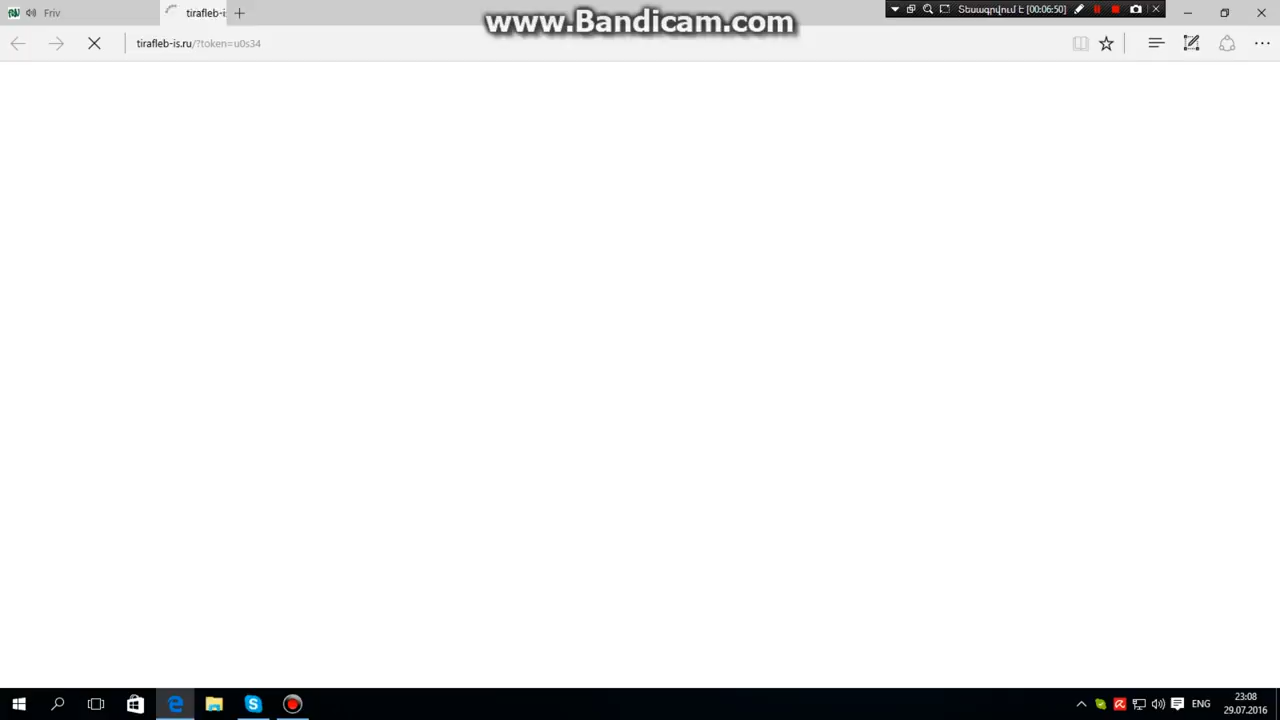 Friv
tirafleb-i
www.Bandicam.com
Տեսագրվում է [00:06:50]
tirafleb-is.ru/?token=u0s34
ENG
23:08
29.07.2016